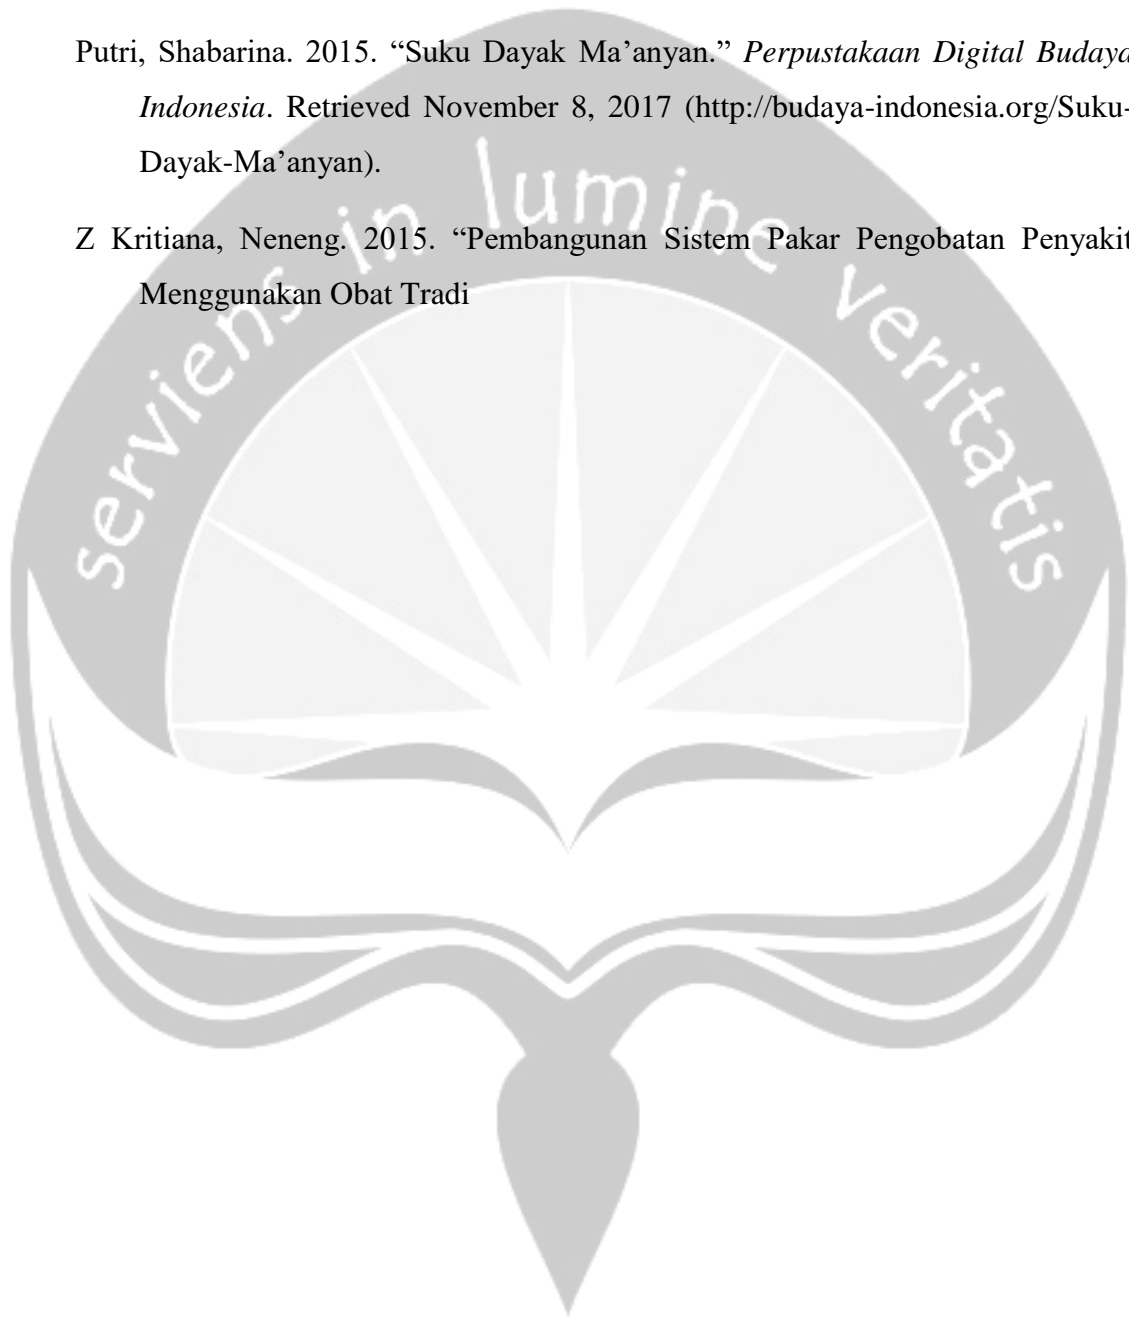 Putri, Shabarina. 2015. “Suku Dayak Ma’anyan.” Perpustakaan Digital Budaya
Indonesia. Retrieved November 8, 2017 (http://budaya-indonesia.org/Suku-
Dayak-Ma’anyan).
Z Kritiana, Neneng. 2015. “Pembangunan Sistem Pakar Pengobatan Penyakit
Menggunakan Obat Tradi
serviens in lumine veritatis